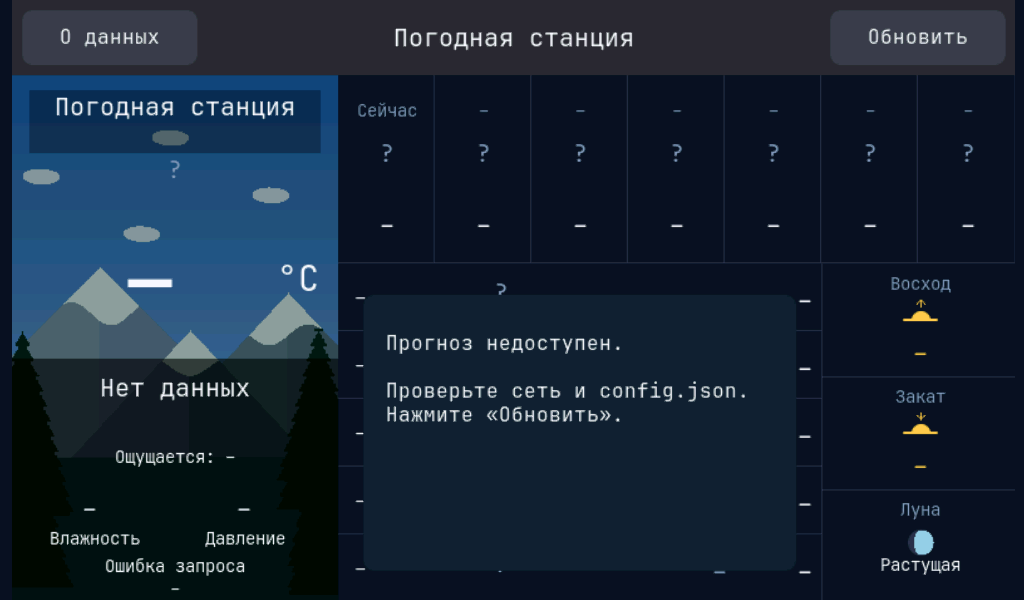 О данных
Погодная станция
Обновить
Погодная станция
?
— °C
Нет данных
Ощущается: –
– –
Влажность Давление
Ошибка запроса
–
Сейчас – – – – – –
? ? ? ? ? ? ?
– – – – – – –
– ? –
Прогноз недоступен.
Проверьте сеть и config.json.
Нажмите «Обновить».
Восход
–
Закат
–
Луна
Растущая